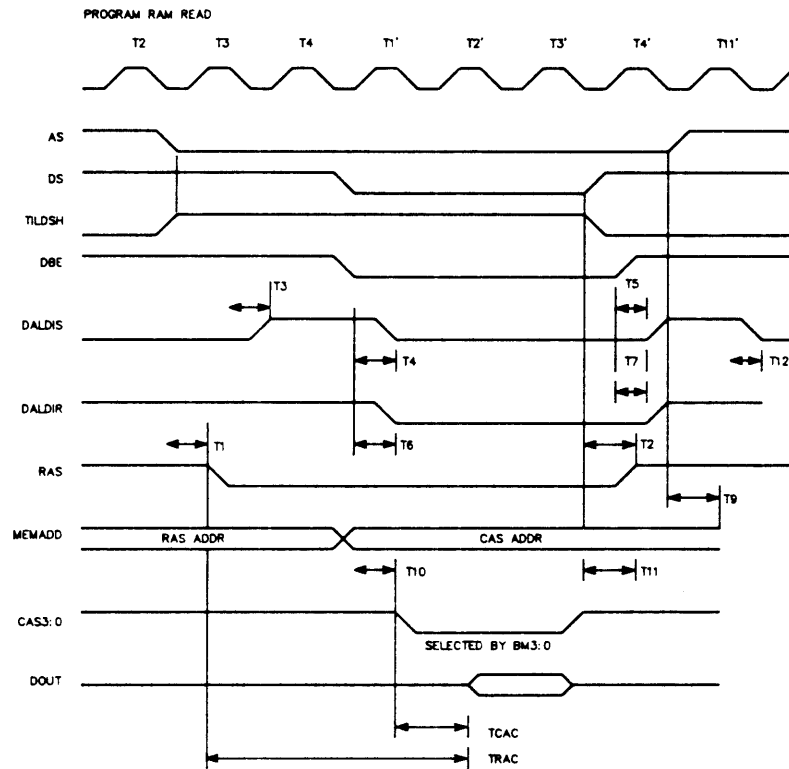 PROGRAM RAM READ
T2 T3 T4 T1' T2' T3' T4' T11'
AS
DS
TILDSH
DBE
T3 T5
DALDIS
T4 T12
T7
DALDIR
T1 T6 T2
RAS
T9
MEMADD RAS ADDR CAS ADDR
T10 T11
CAS3:0
SELECTED BY BM3:0
DOUT
TCAC
TRAC